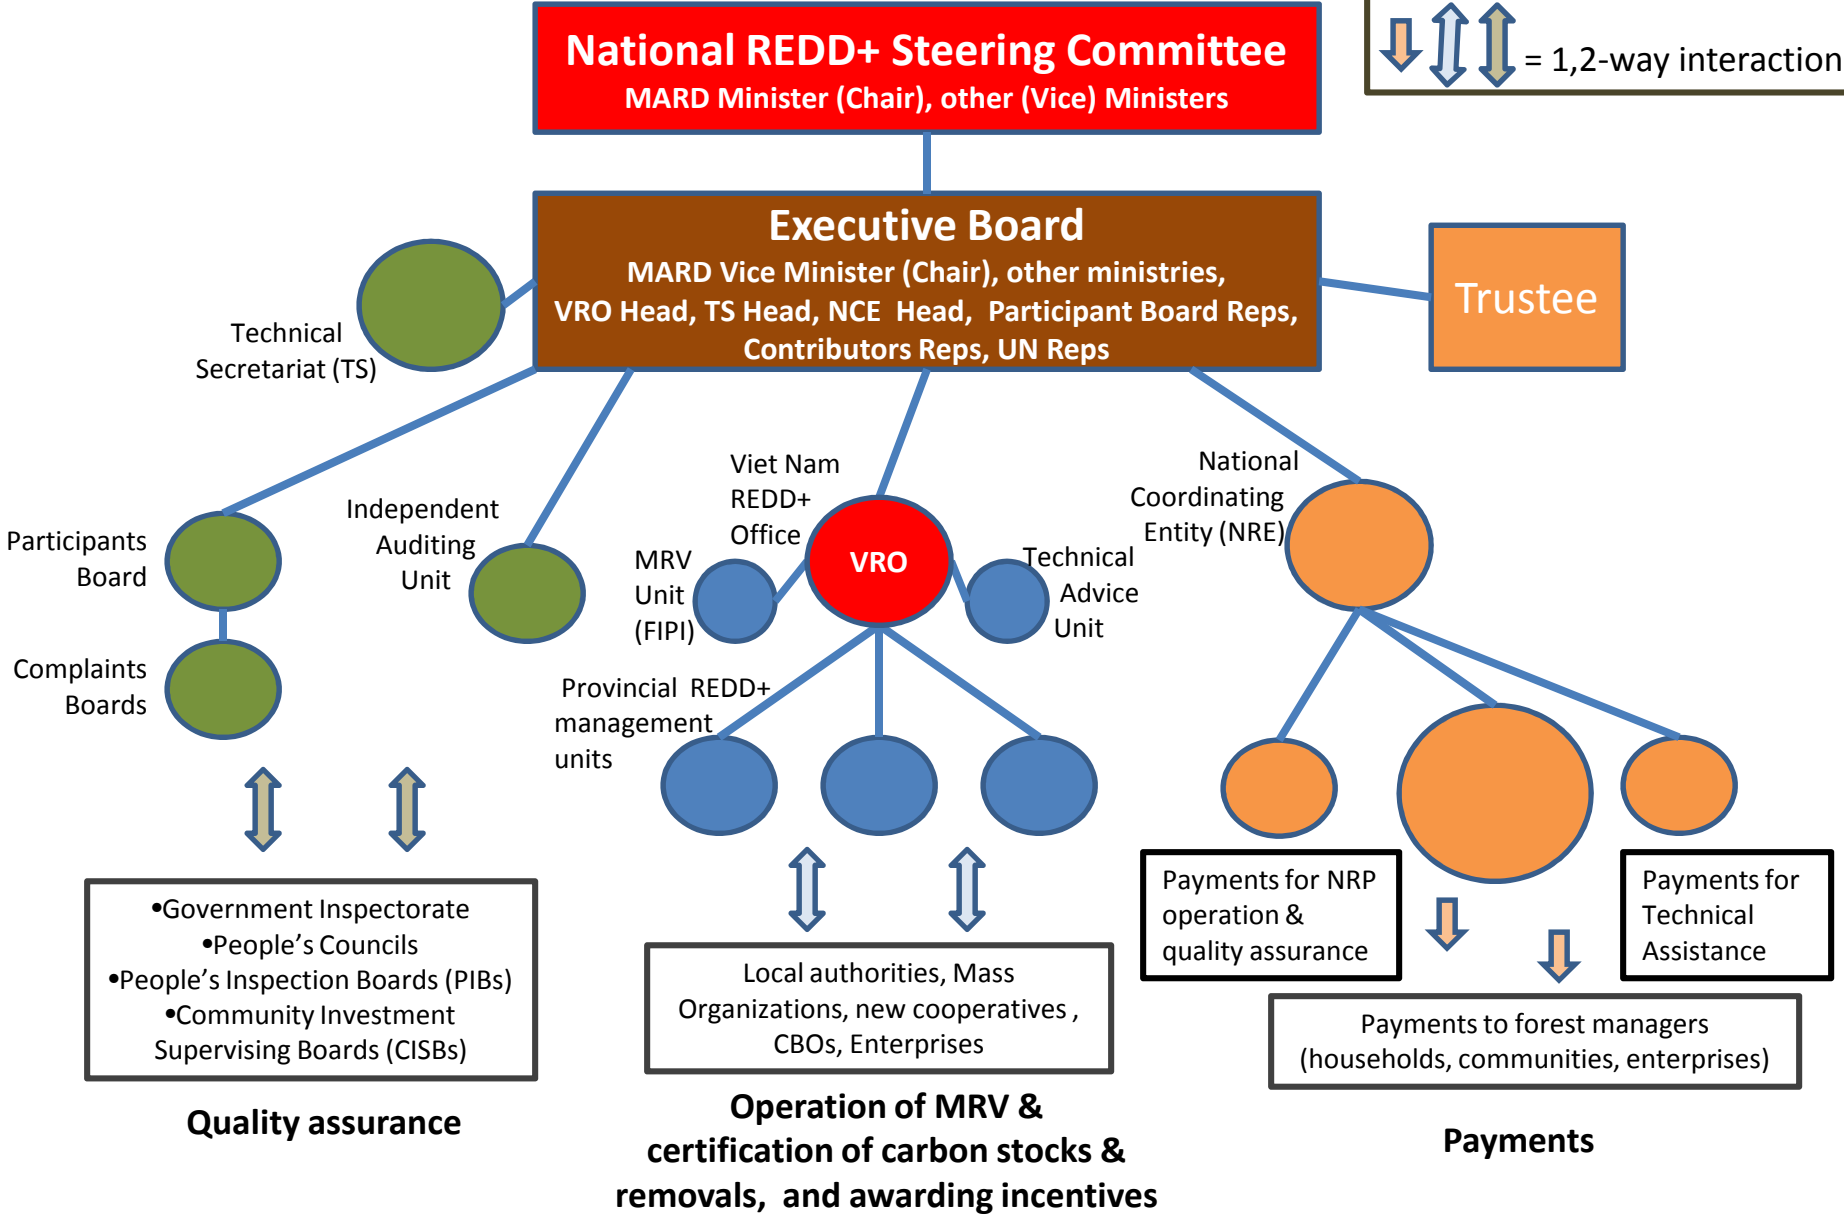 National REDD+ Steering Committee
MARD Minister (Chair), other (Vice) Ministers
= 1,2-way interaction
Executive Board
MARD Vice Minister (Chair), other ministries,
VRO Head, TS Head, NCE Head, Participant Board Reps,
Contributors Reps, UN Reps
Trustee
Technical
Secretariat (TS)
Participants
Board
Complaints
Boards
Independent
Auditing
Unit
Viet Nam
REDD+
Office
VRO
MRV
Unit
(FIPI)
Technical
Advice
Unit
National
Coordinating
Entity (NRE)
Provincial REDD+
management
units
•Government Inspectorate
•People’s Councils
•People’s Inspection Boards (PIBs)
•Community Investment
Supervising Boards (CISBs)
Local authorities, Mass
Organizations, new cooperatives ,
CBOs, Enterprises
Payments for NRP
operation &
quality assurance
Payments for
Technical
Assistance
Payments to forest managers
(households, communities, enterprises)
Quality assurance
Operation of MRV &
certification of carbon stocks &
removals, and awarding incentives
Payments